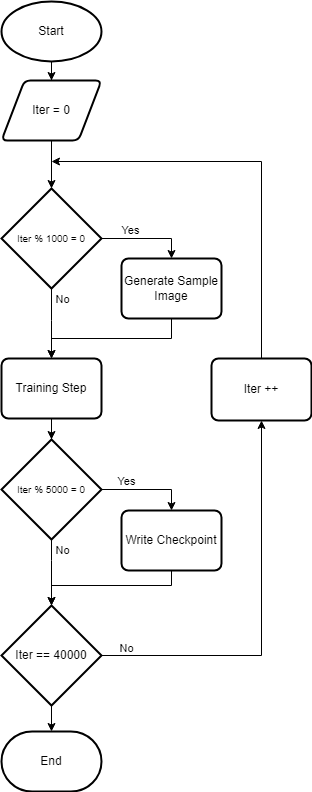 Start
Iter = 0
Iter % 1000 = 0
Yes
Generate Sample
Image
No
Training Step
Iter ++
Iter % 5000 = 0
Yes
Write Checkpoint
No
Iter == 40000
No
End